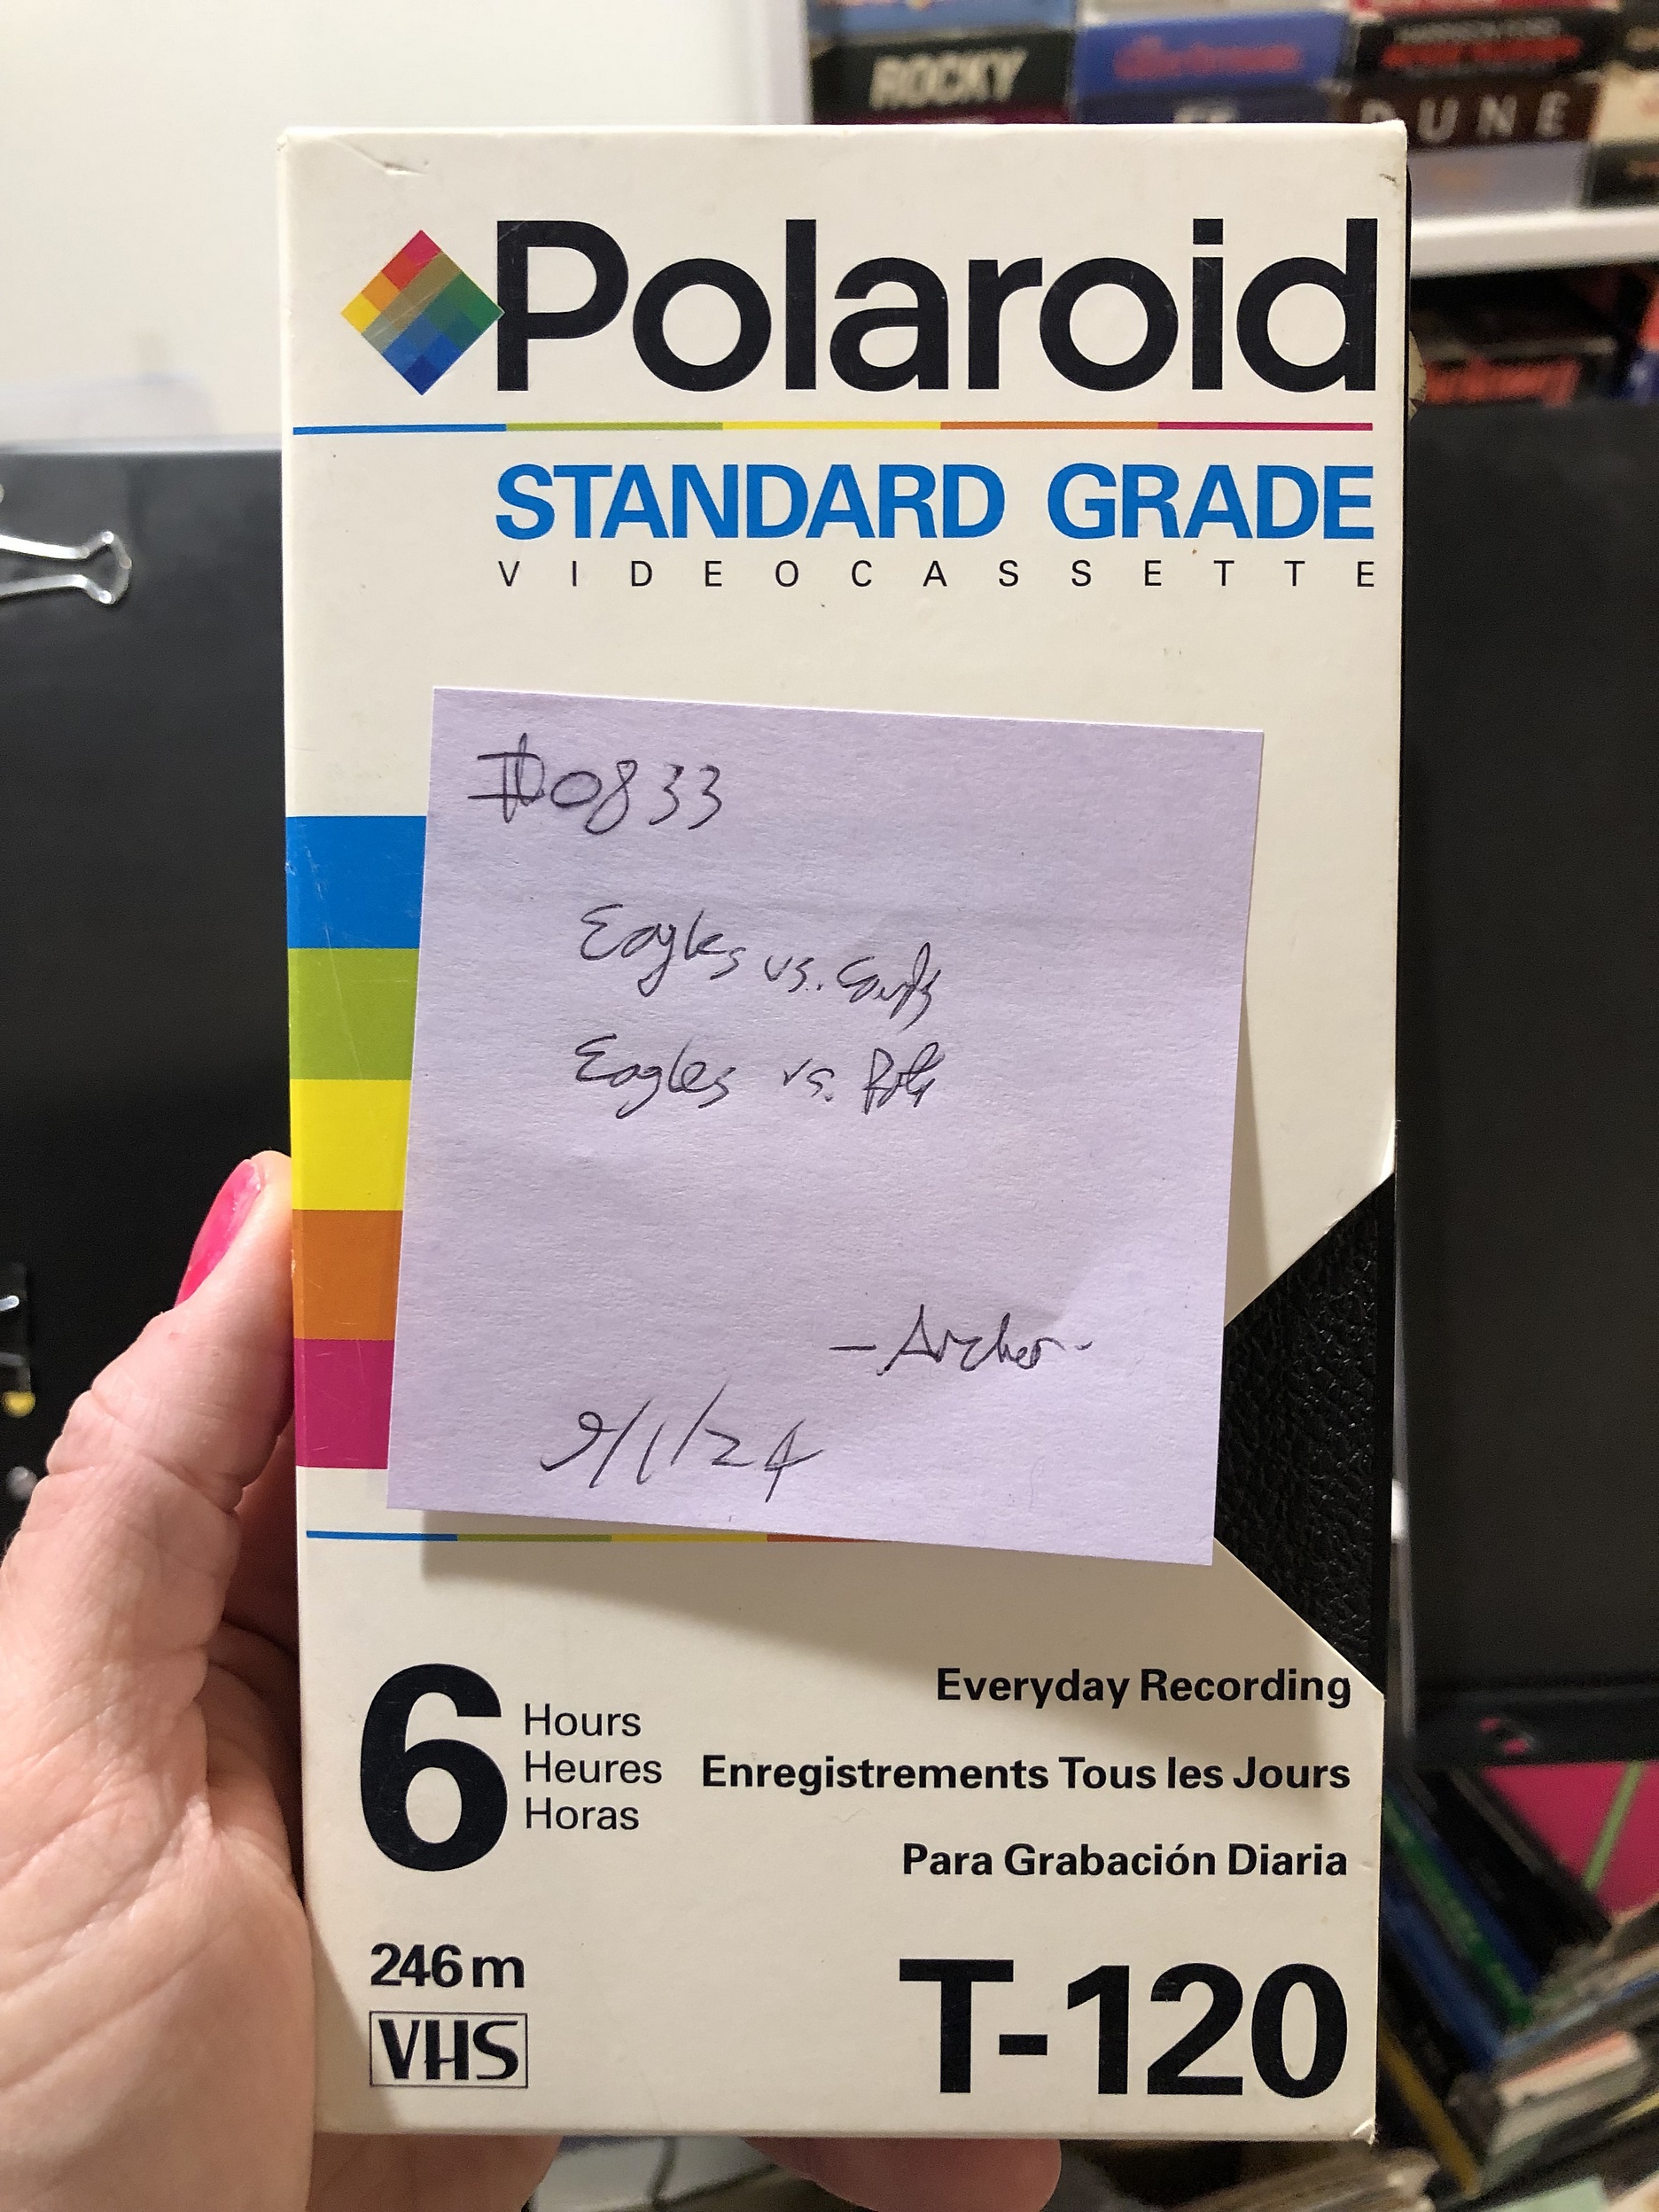 ROCKY
DUNE
Polaroid
STANDARD GRADE
VIDEOCASSETTE
#0833
Eagles vs.
Eagles vs.
-Archer-
9/1/24
6
Hours
Heures
Horas
Everyday Recording
Enregistrements Tous les Jours
Para Grabación Diaria
246m
VHS
T-120